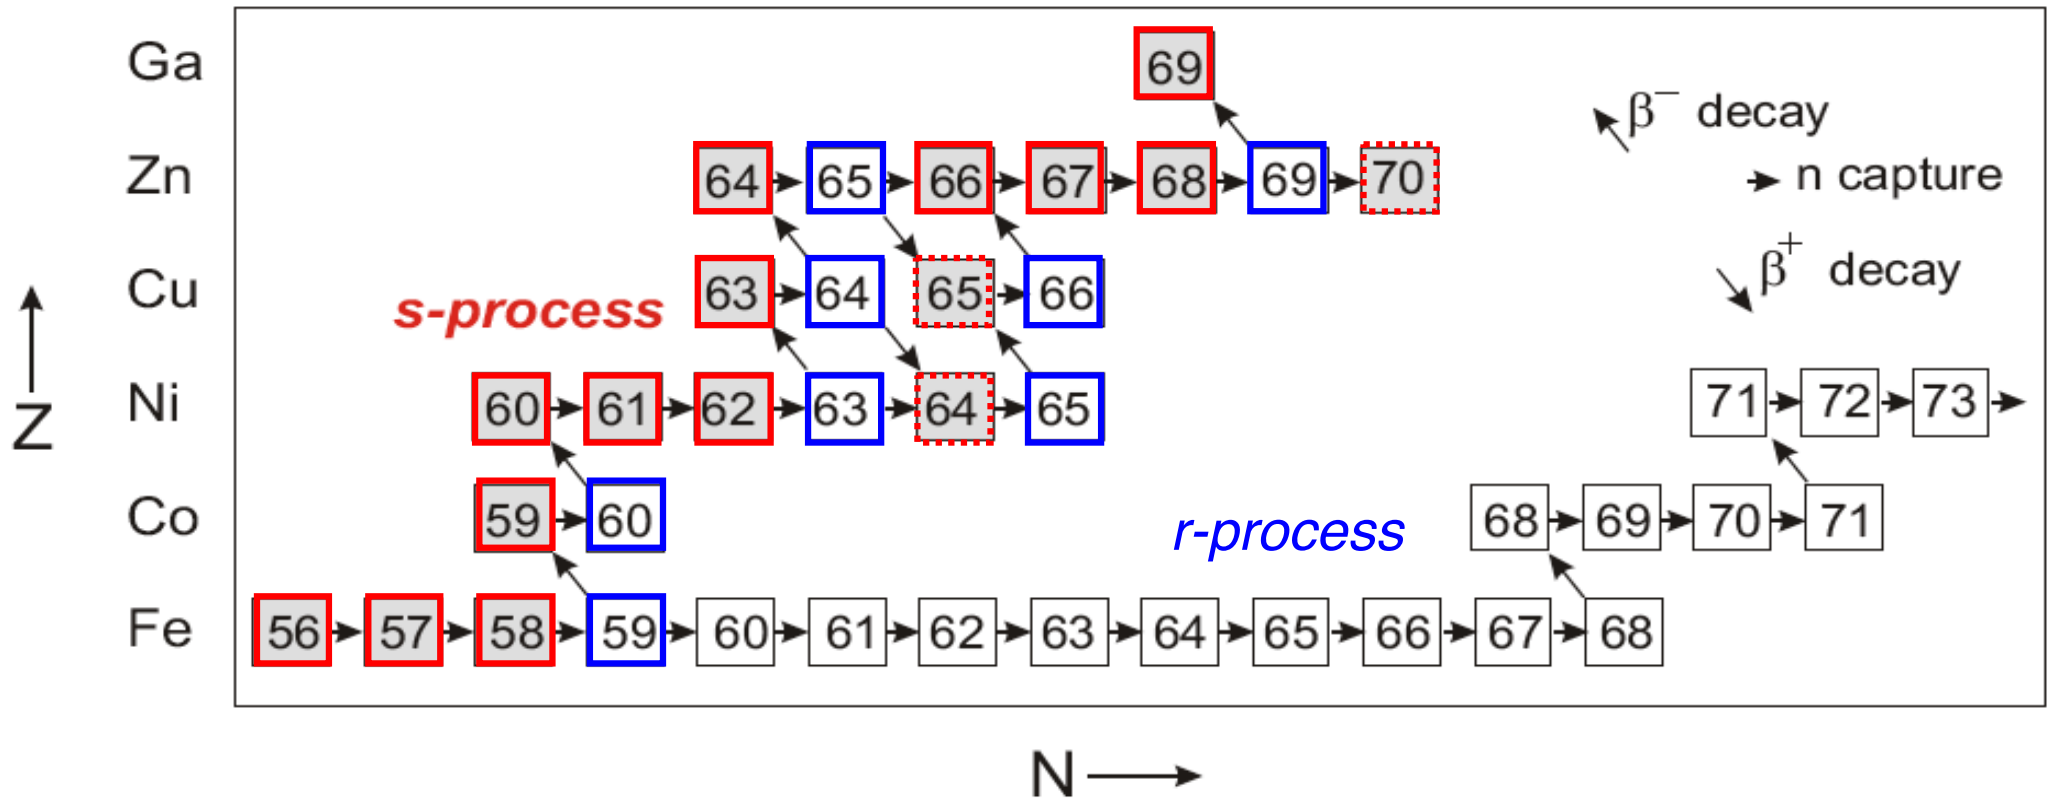 Ga 69
β− decay
Zn 64 65 66 67 68 69 70
n capture
Cu 63 64 65 66
β+ decay
s-process
Ni 60 61 62 63 64 65 71 72 73
Z
Co 59 60 68 69 70 71
r-process
Fe 56 57 58 59 60 61 62 63 64 65 66 67 68
N